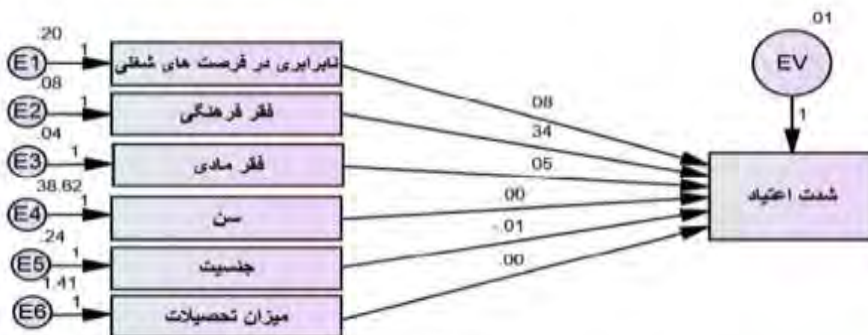 .20
.01
E1
1
نابرابری در فرصت های شغلی
EV
.08
E2
1
فقر فرهنگی
.08
.34
1
.04
E3
1
فقر مادی
.05
شدت اعتیاد
38.62
E4
1
سن
.00
.24
E5
1
جنسیت
-.01
1.41
E6
1
میزان تحصیلات
.00